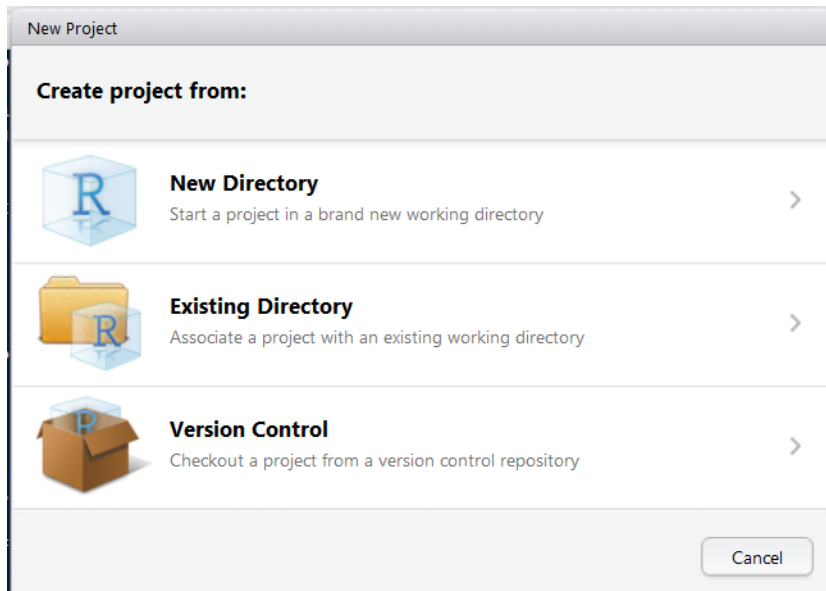 New Project
Create project from:
R
New Directory
Start a project in a brand new working directory
R
Existing Directory
Associate a project with an existing working directory
R
Version Control
Checkout a project from a version control repository
Cancel